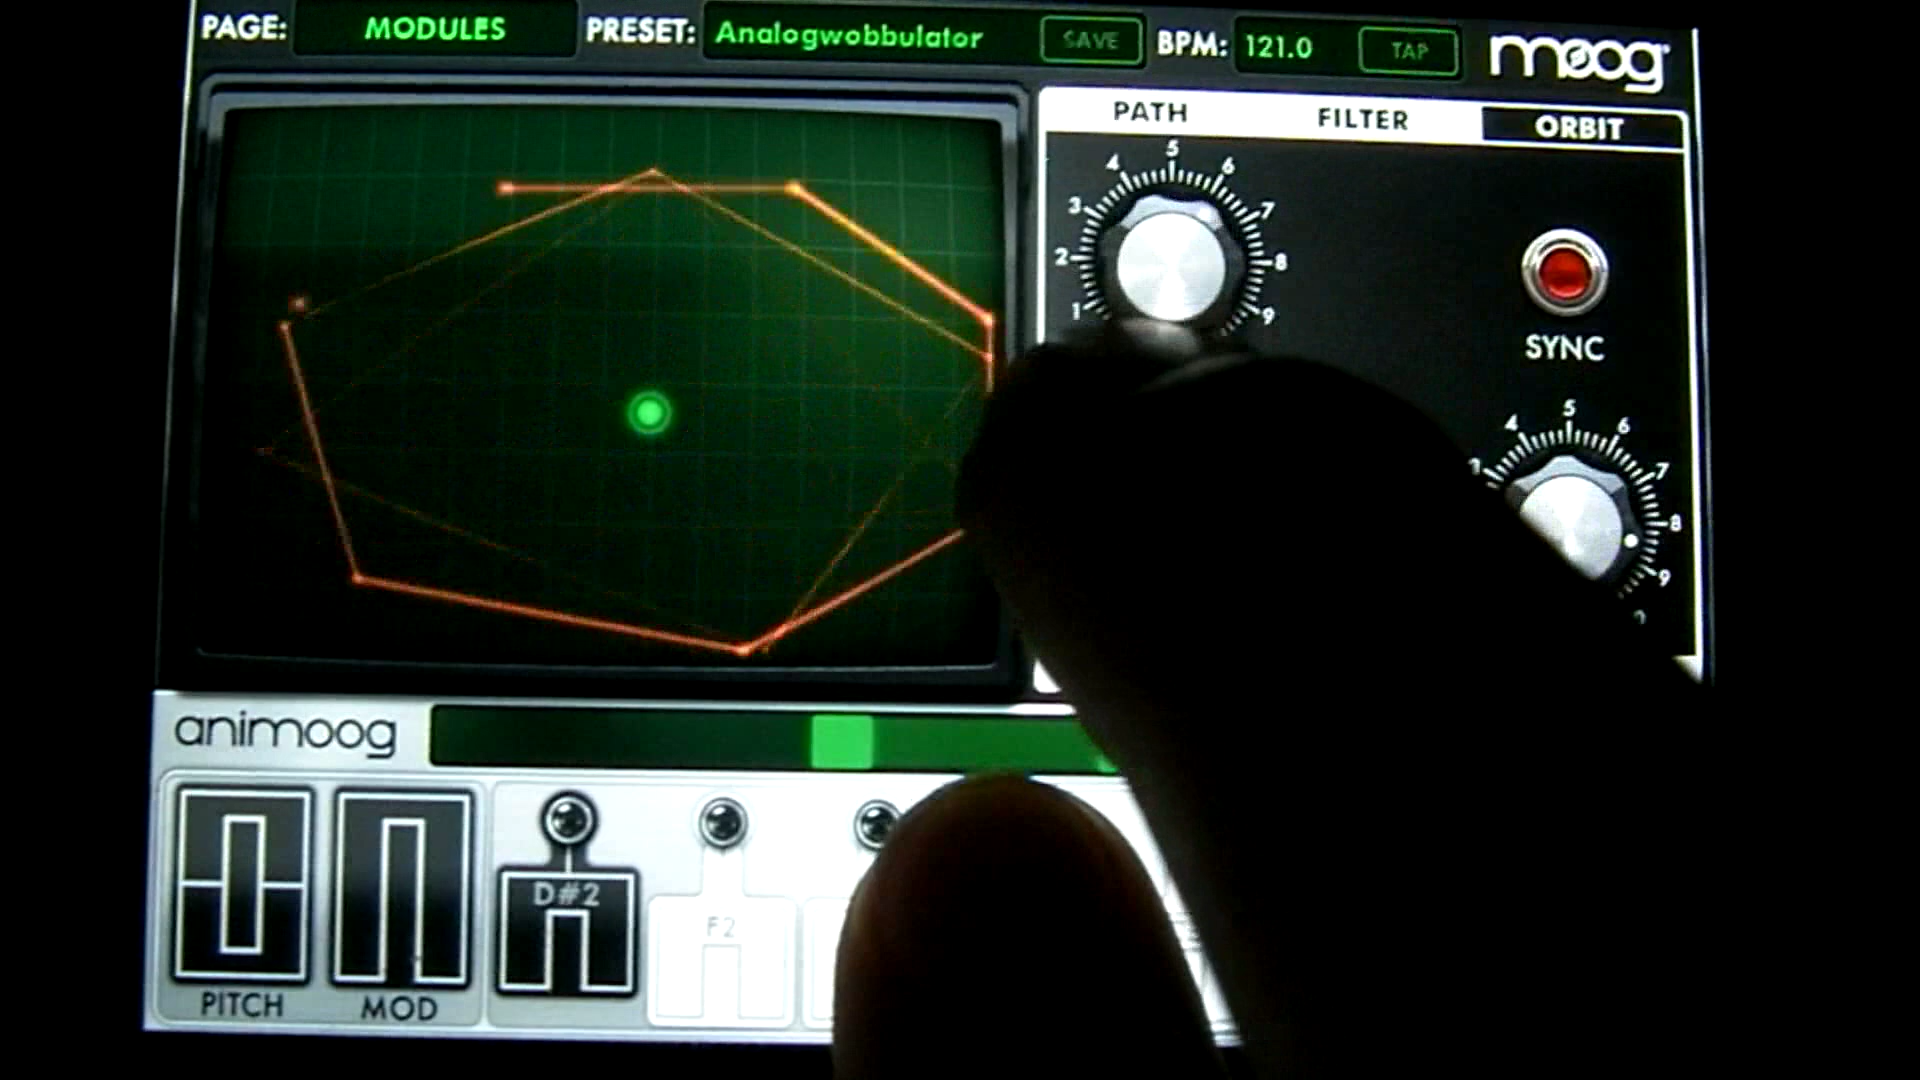 PAGE: MODULES PRESET: Analogwobbulator SAVE BPM: 121.0 TAP moog
PATH FILTER ORBIT
1 2 3 4 5 6 7 8 9
SYNC
4 5 6 7 8 9
animoog
D#2 F2
PITCH MOD